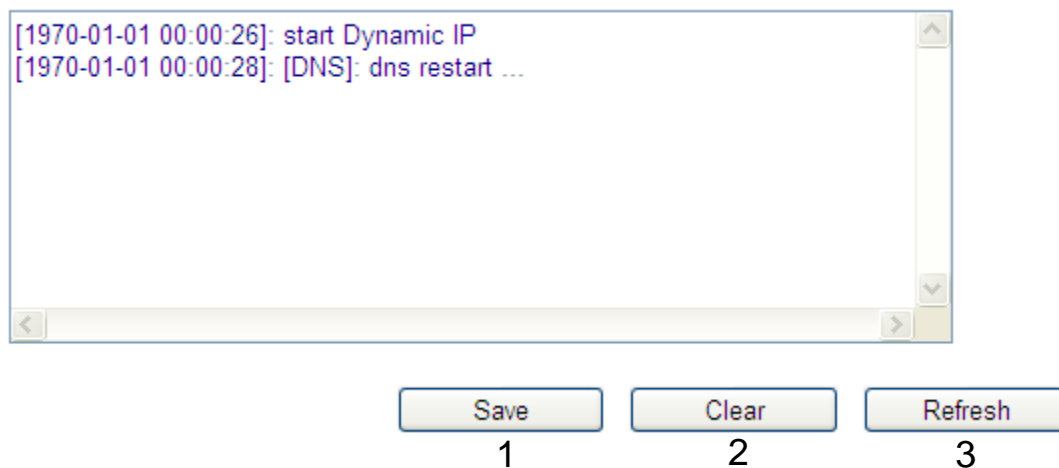 [1970-01-01 00:00:26]: start Dynamic IP
[1970-01-01 00:00:28]: [DNS]: dns restart ...
Save Clear Refresh
1 2 3